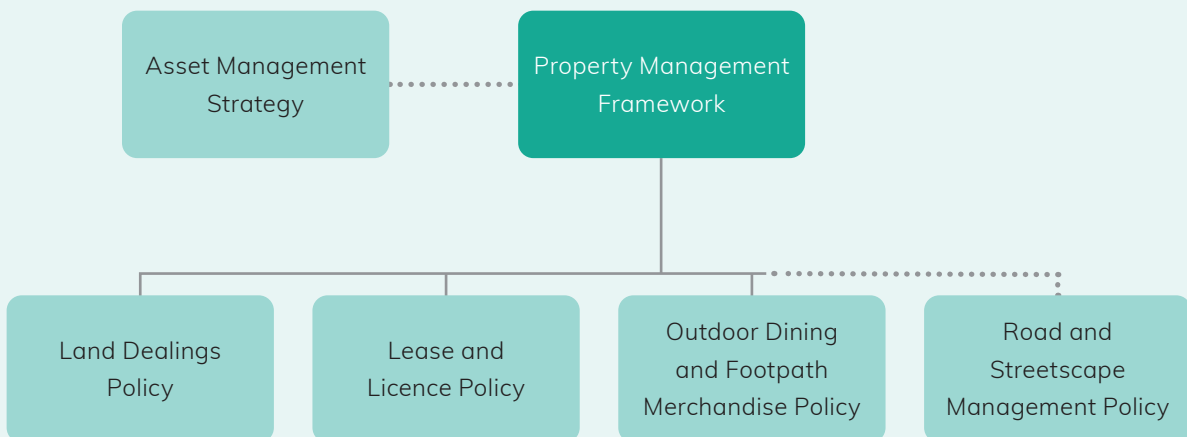 Asset Management
Strategy
Property Management
Framework
Land Dealings
Policy
Lease and
Licence Policy
Outdoor Dining
and Footpath
Merchandise Policy
Road and
Streetscape
Management Policy